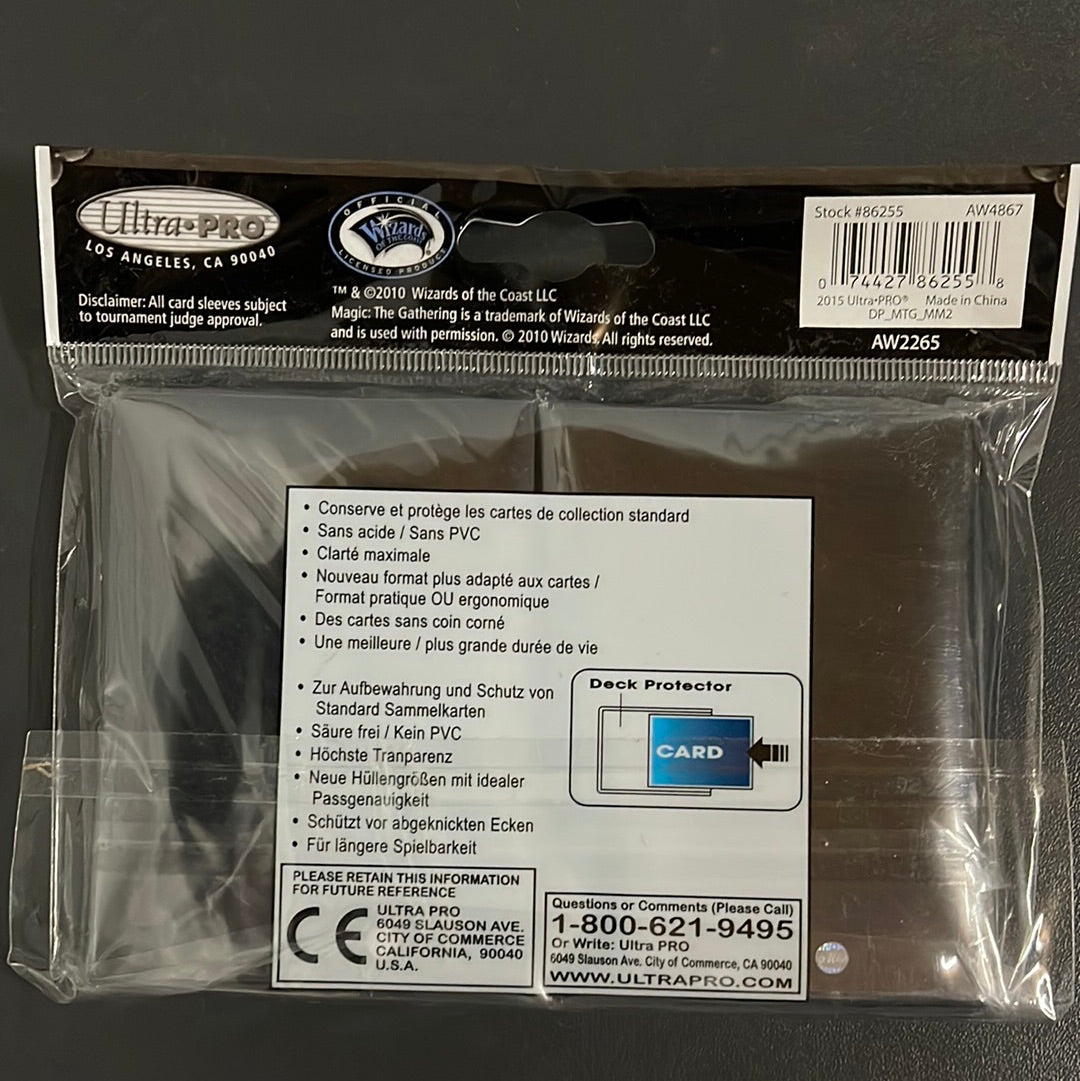 Ultra•PRO®
LOS ANGELES, CA 90040
Disclaimer: All card sleeves subject
to tournament judge approval.
OFFICIAL
Wizards
OF THE COAST
LICENSED PRODUCT
™ & ©2010 Wizards of the Coast LLC
Magic: The Gathering is a trademark of Wizards of the Coast LLC
and is used with permission. © 2010 Wizards. All rights reserved.
Stock #86255 AW4867
0 74427 86255 8
2015 Ultra•PRO® Made in China
DP_MTG_MM2
AW2265
• Conserve et protège les cartes de collection standard
• Sans acide / Sans PVC
• Clarté maximale
• Nouveau format plus adapté aux cartes /
Format pratique OU ergonomique
• Des cartes sans coin corné
• Une meilleure / plus grande durée de vie
• Zur Aufbewahrung und Schutz von
Standard Sammelkarten
• Säure frei / Kein PVC
• Höchste Tranparenz
• Neue Hüllengrößen mit idealer
Passgenauigkeit
• Schützt vor abgeknickten Ecken
• Für längere Spielbarkeit
Deck Protector
CARD
PLEASE RETAIN THIS INFORMATION
FOR FUTURE REFERENCE
CE
ULTRA PRO
6049 SLAUSON AVE.
CITY OF COMMERCE
CALIFORNIA, 90040
U.S.A.
Questions or Comments (Please Call)
1-800-621-9495
Or Write: Ultra PRO
6049 Slauson Ave. City of Commerce, CA 90040
WWW.ULTRAPRO.COM